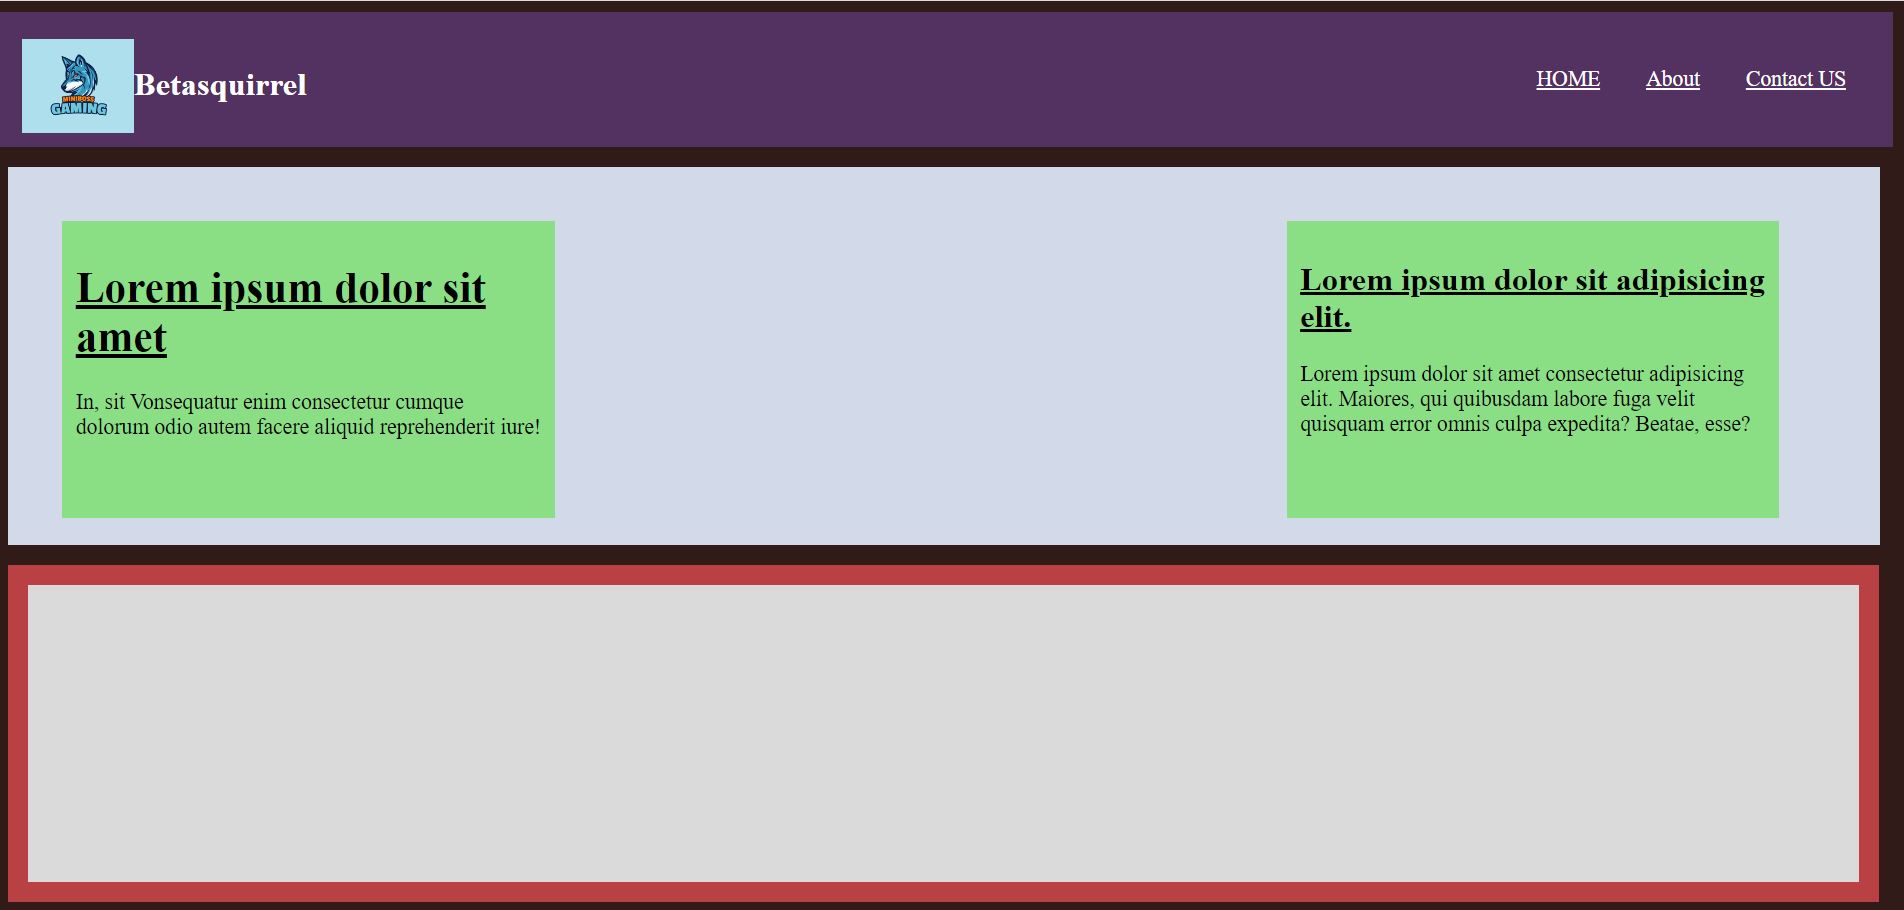 MINIBOSS
GAMING
Betasquirrel
HOME
About
Contact US
Lorem ipsum dolor sit
amet
In, sit Vonsequatur enim consectetur cumque
dolorum odio autem facere aliquid reprehenderit iure!
Lorem ipsum dolor sit adipisicing
elit.
Lorem ipsum dolor sit amet consectetur adipisicing
elit. Maiores, qui quibusdam labore fuga velit
quisquam error omnis culpa expedita? Beatae, esse?